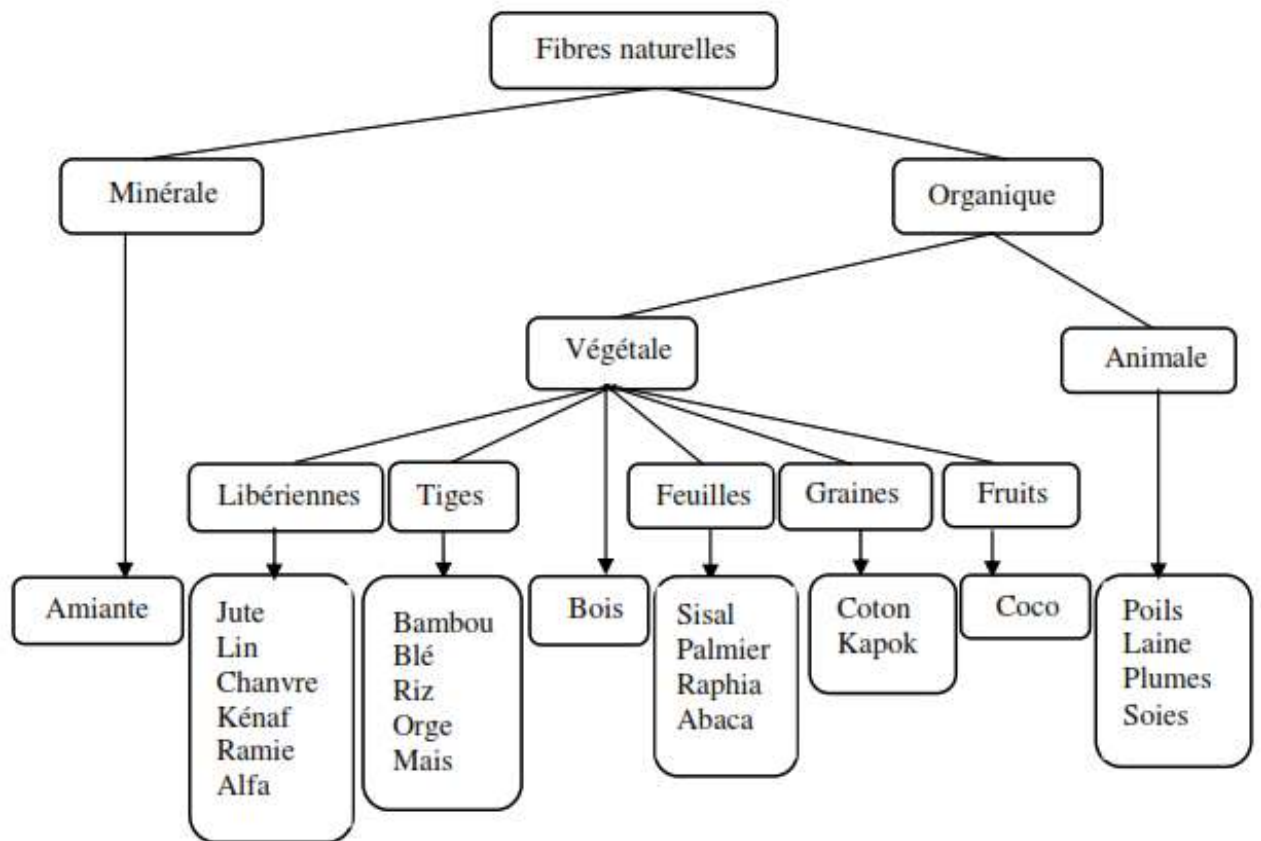 Fibres naturelles
Minérale
Organique
Végétale
Animale
Libériennes
Tiges
Feuilles
Graines
Fruits
Amiante
Jute
Lin
Chanvre
Kénaf
Ramie
Alfa
Bambou
Blé
Riz
Orge
Mais
Bois
Sisal
Palmier
Raphia
Abaca
Coton
Kapok
Coco
Poils
Laine
Plumes
Soies